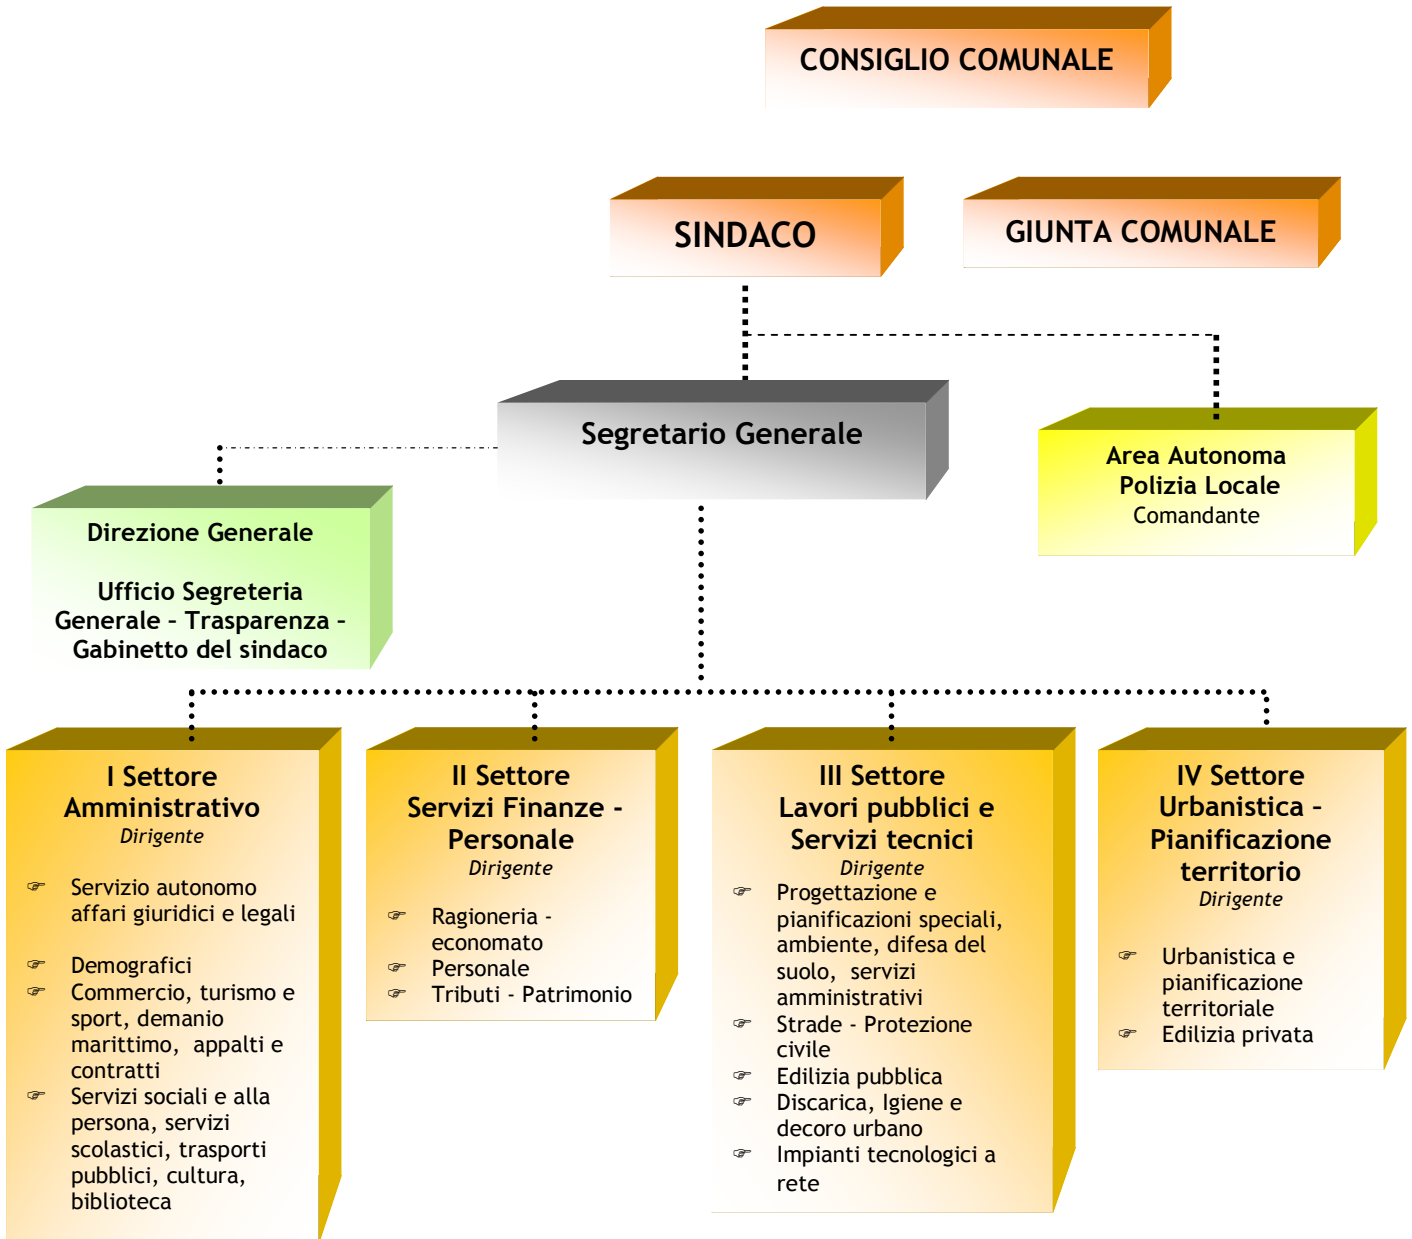 CONSIGLIO COMUNALE
SINDACO
GIUNTA COMUNALE
Segretario Generale
Area Autonoma
Polizia Locale
Comandante
Direzione Generale
Ufficio Segreteria
Generale – Trasparenza –
Gabinetto del sindaco
I Settore
Amministrativo
Dirigente
☞ Servizio autonomo
affari giuridici e legali
☞ Demografici
☞ Commercio, turismo e
sport, demanio
marittimo, appalti e
contratti
☞ Servizi sociali e alla
persona, servizi
scolastici, trasporti
pubblici, cultura,
biblioteca
II Settore
Servizi Finanze -
Personale
Dirigente
☞ Ragioneria -
economato
☞ Personale
☞ Tributi - Patrimonio
III Settore
Lavori pubblici e
Servizi tecnici
Dirigente
☞ Progettazione e
pianificazioni speciali,
ambiente, difesa del
suolo, servizi
amministrativi
☞ Strade - Protezione
civile
☞ Edilizia pubblica
☞ Discarica, Igiene e
decoro urbano
☞ Impianti tecnologici a
rete
IV Settore
Urbanistica –
Pianificazione
territorio
Dirigente
☞ Urbanistica e
pianificazione
territoriale
☞ Edilizia privata